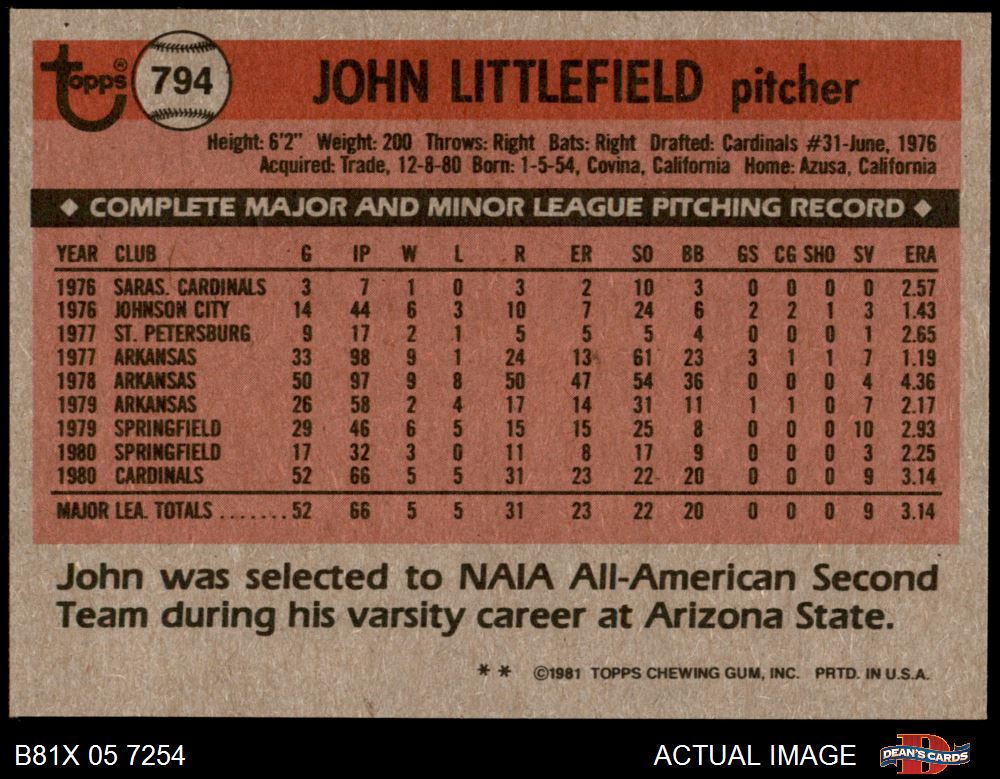 Topps® 794 JOHN LITTLEFIELD pitcher
Height: 6'2" Weight: 200 Throws: Right Bats: Right Drafted: Cardinals #31-June, 1976
Acquired: Trade, 12-8-80 Born: 1-5-54, Covina, California Home: Azusa, California
◆ COMPLETE MAJOR AND MINOR LEAGUE PITCHING RECORD ◆
YEAR CLUB G IP W L R ER SO BB GS CG SHO SV ERA
1976 SARAS. CARDINALS 3 7 1 0 3 2 10 3 0 0 0 0 2.57
1976 JOHNSON CITY 14 44 6 3 10 7 24 6 2 2 1 3 1.43
1977 ST. PETERSBURG 9 17 2 1 5 5 5 4 0 0 0 1 2.65
1977 ARKANSAS 33 98 9 1 24 13 61 23 3 1 1 7 1.19
1978 ARKANSAS 50 97 9 8 50 47 54 36 0 0 0 4 4.36
1979 ARKANSAS 26 58 2 4 17 14 31 11 1 1 0 7 2.17
1979 SPRINGFIELD 29 46 6 5 15 15 25 8 0 0 0 10 2.93
1980 SPRINGFIELD 17 32 3 0 11 8 17 9 0 0 0 3 2.25
1980 CARDINALS 52 66 5 5 31 23 22 20 0 0 0 9 3.14
MAJOR LEA. TOTALS .......52 66 5 5 31 23 22 20 0 0 0 9 3.14
John was selected to NAIA All-American Second
Team during his varsity career at Arizona State.
* * ©1981 TOPPS CHEWING GUM, INC. PRTD. IN U.S.A.
B81X 05 7254 ACTUAL IMAGE DEAN'S CARDS